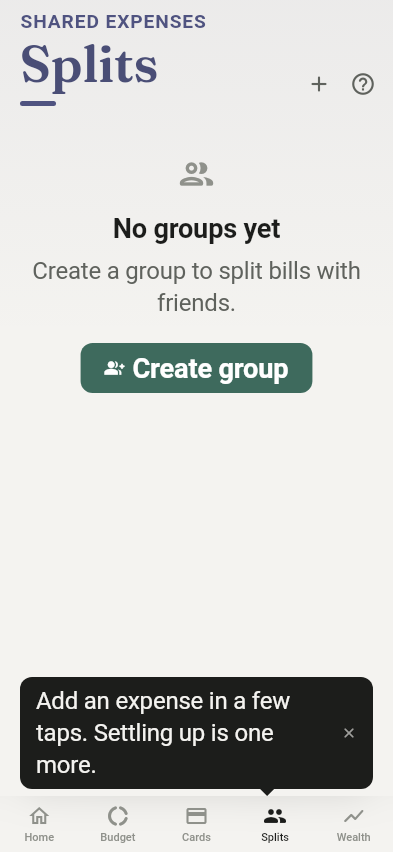 SHARED EXPENSES
Splits
No groups yet
Create a group to split bills with
friends.
Create group
Add an expense in a few
taps. Settling up is one
more.
Home Budget Cards Splits Wealth